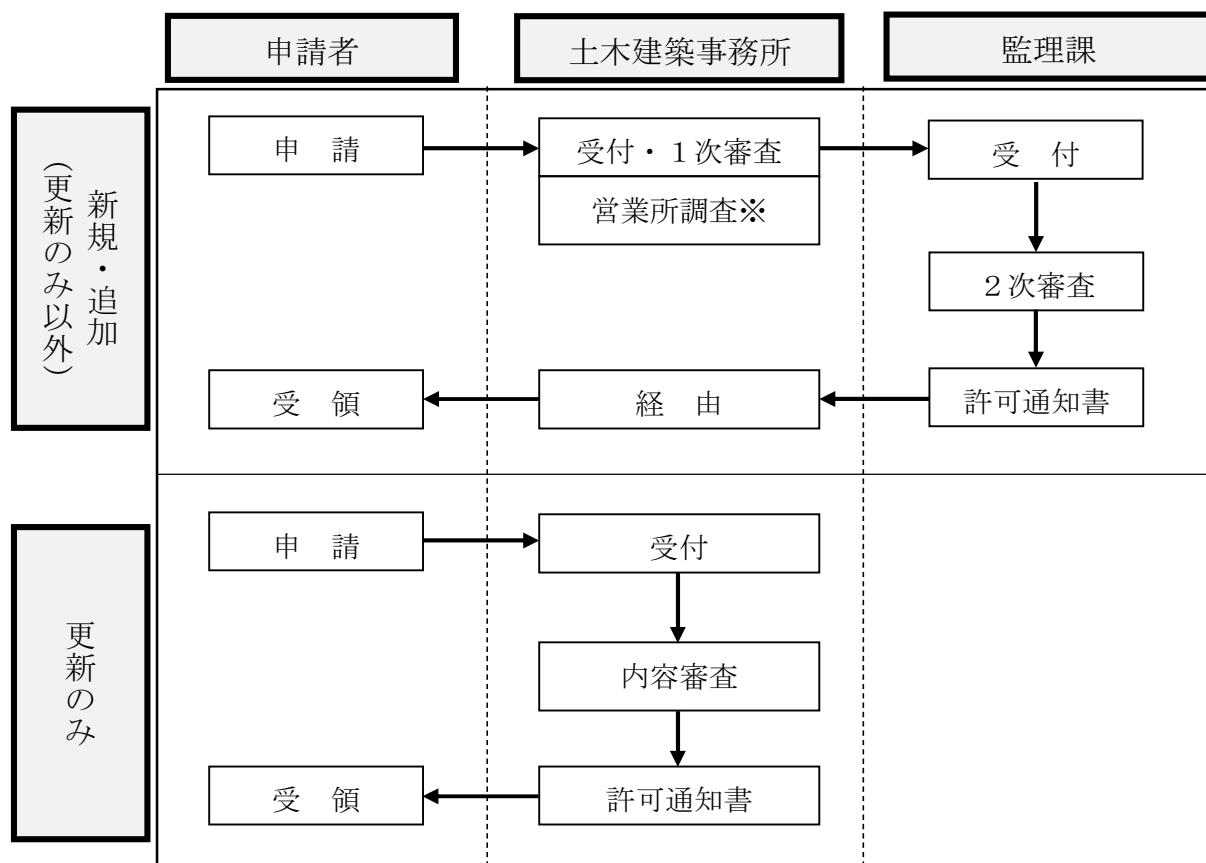 申請者
土木建築事務所
監理課
新規・追加
(更新のみ以外)
申　請
受付・１次審査
受　付
営業所調査※
２次審査
受　領
経　由
許可通知書
更新のみ
申　請
受付
内容審査
受　領
許可通知書